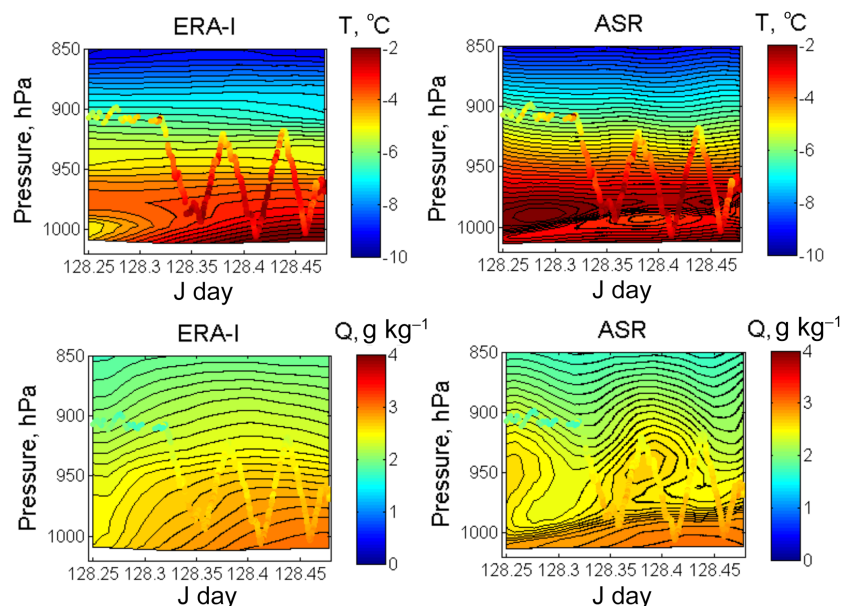 ERA-I T, °C
ASR T, °C
850
900
950
1000
Pressure, hPa
128.25 128.3 128.35 128.4 128.45
J day
-2
-4
-6
-8
-10
850
900
950
1000
Pressure, hPa
128.25 128.3 128.35 128.4 128.45
J day
-2
-4
-6
-8
-10
ERA-I Q, g kg−1
ASR Q, g kg−1
850
900
950
1000
Pressure, hPa
128.25 128.3 128.35 128.4 128.45
J day
4
3
2
1
0
850
900
950
1000
Pressure, hPa
128.25 128.3 128.35 128.4 128.45
J day
4
3
2
1
0